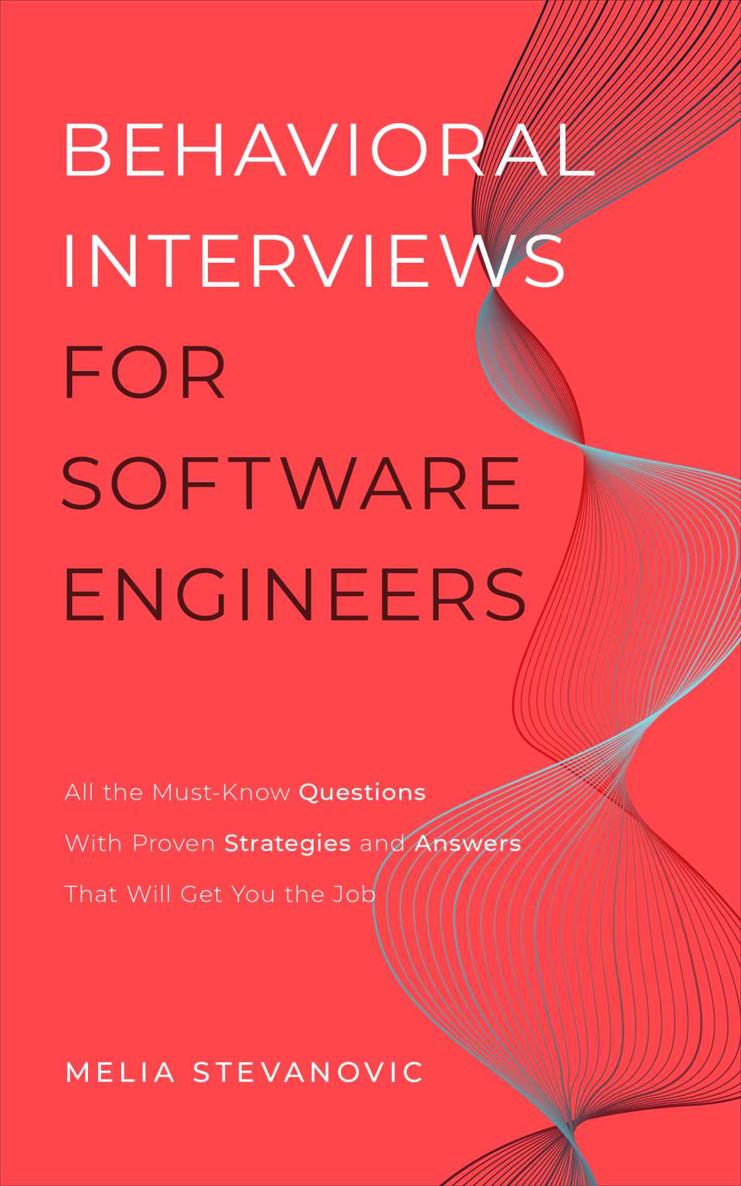 BEHAVIORAL
INTERVIEWS
FOR
SOFTWARE
ENGINEERS
All the Must-Know Questions
With Proven Strategies and Answers
That Will Get You the Job
MELIA STEVANOVIC